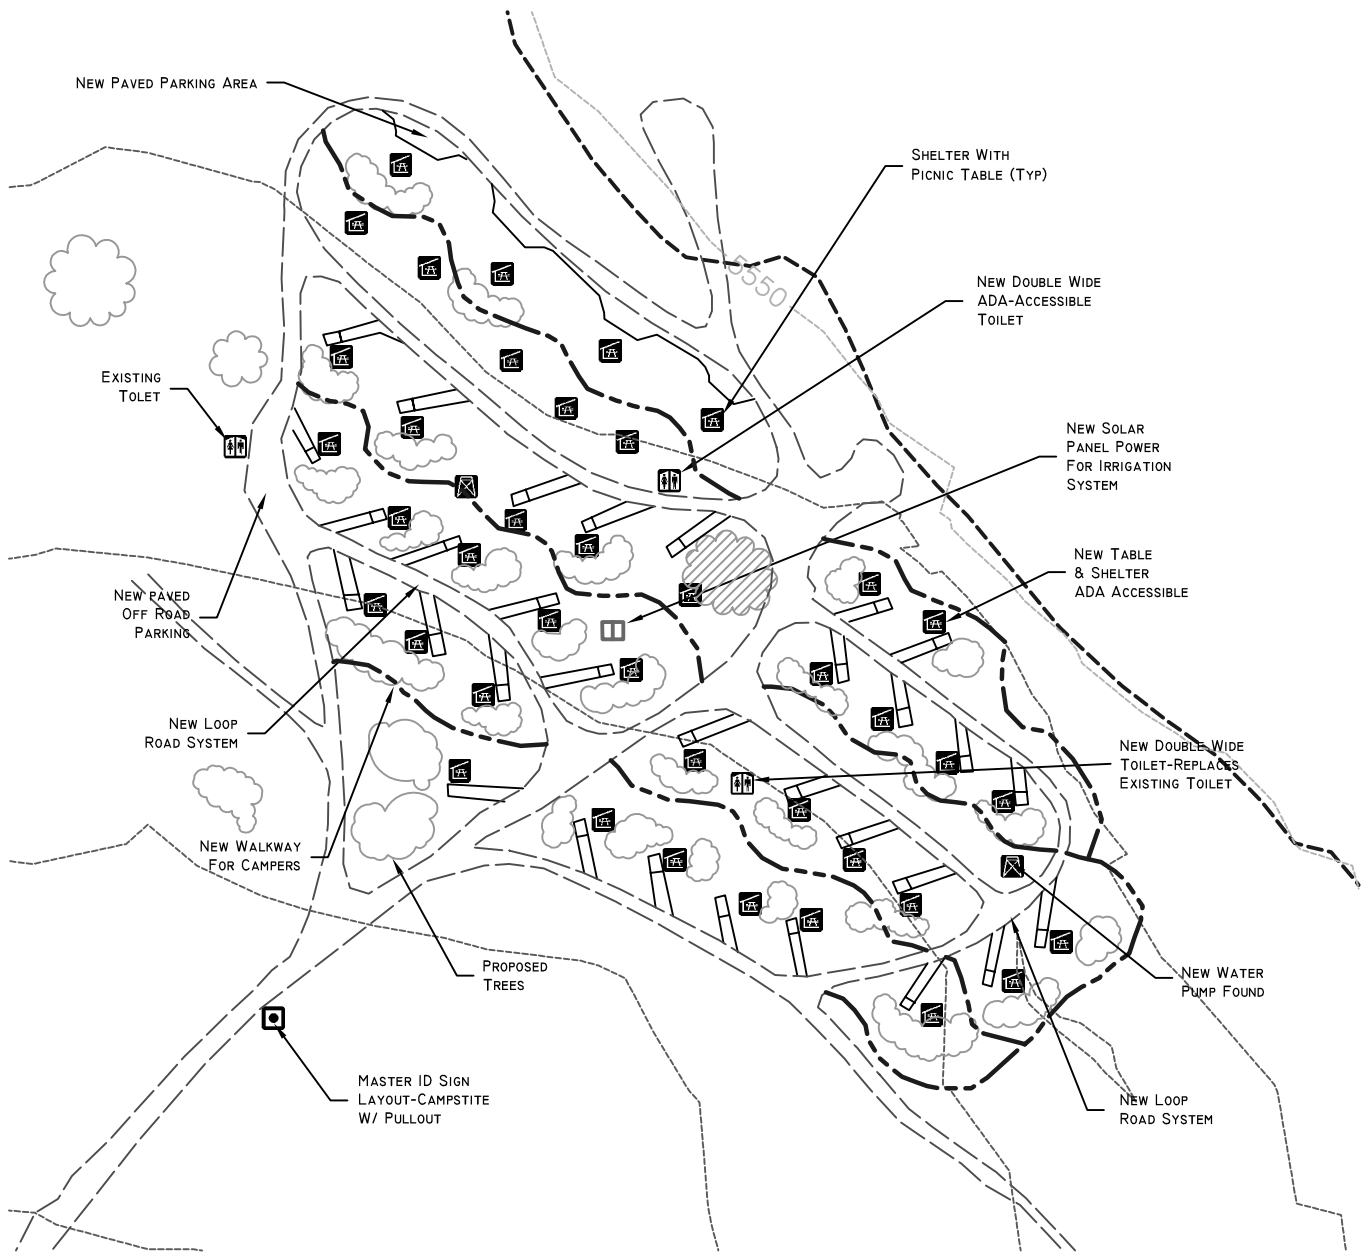 New Paved Parking Area
Shelter With
Picnic Table (Typ)
5550
New Double Wide
ADA-Accessible
Toilet
Existing
Tolet
New Solar
Panel Power
For Irrigation
System
New Table
& Shelter
ADA Accessible
New paved
Off Road
Parking
New Loop
Road System
New Double Wide
Toilet-Replaces
Existing Toilet
New Walkway
For Campers
Proposed
Trees
New Water
Pump Found
Master ID Sign
Layout-Campstite
W/ Pullout
New Loop
Road System